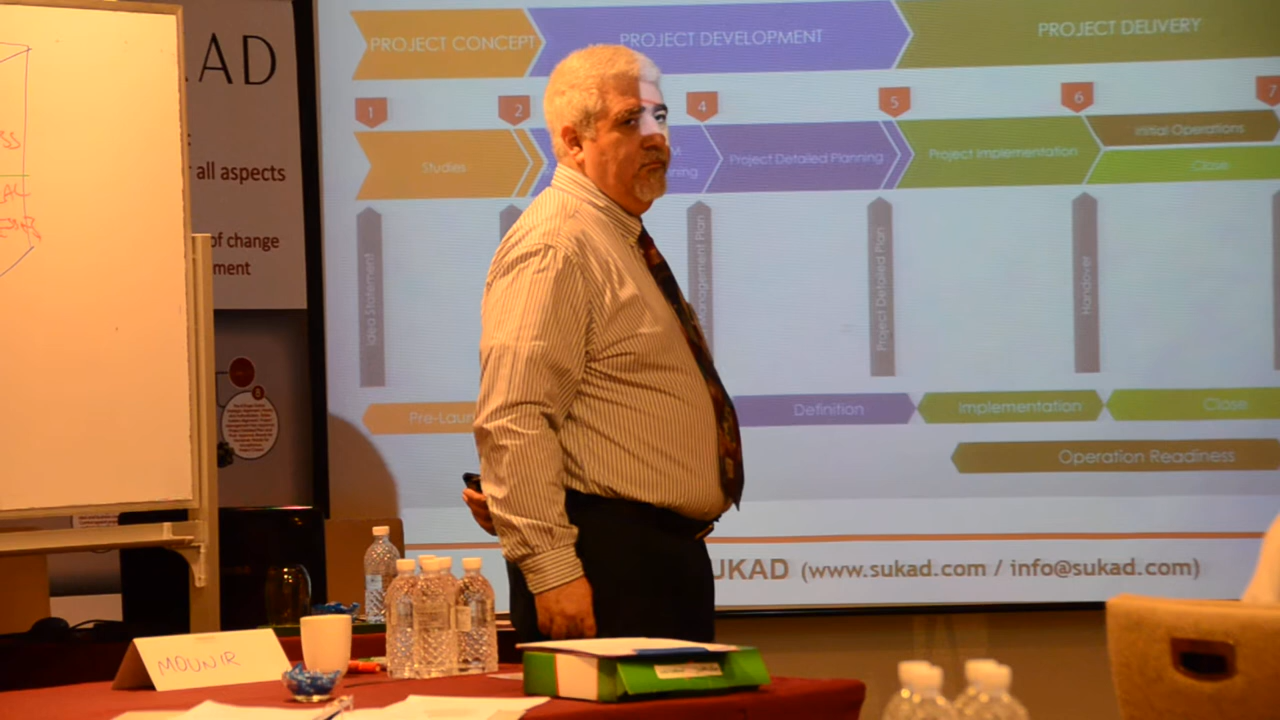 AD
all aspects
of change
ment
PROJECT CONCEPT
PROJECT DEVELOPMENT
PROJECT DELIVERY
1
2
4
5
6
7
Studies
Project Detailed Planning
Project Implementation
Initial Operations
Close
Idea Statement
Management Plan
Project Detailed Plan
Handover
Pre-Laun
Definition
Implementation
Close
Operation Readiness
UKAD (www.sukad.com / info@sukad.com)
MOUNIR